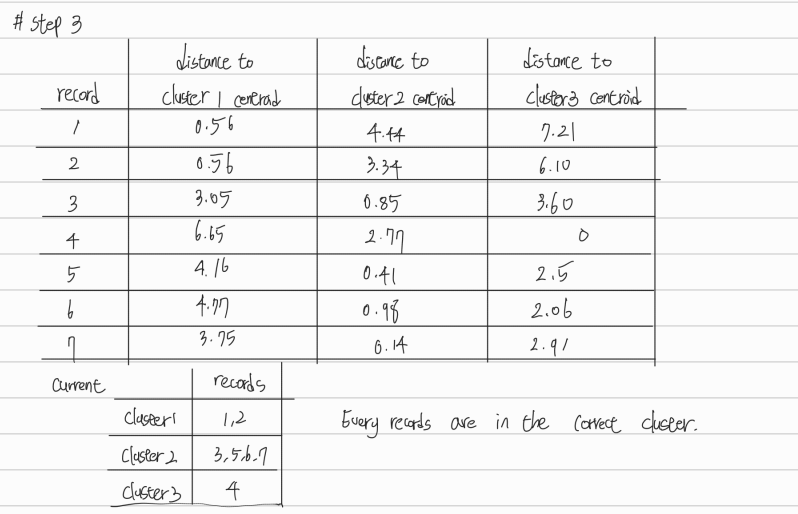 # Step 3
distance to distance to distance to
record cluster 1 centroid cluster 2 centroid cluster 3 centroid
1 0.56 4.44 7.21
2 0.56 3.34 6.10
3 3.05 0.85 3.60
4 6.65 2.77 0
5 4.16 0.41 2.5
6 4.77 0.98 2.06
7 3.75 0.14 2.91
Current records
cluster 1 1,2 Every records are in the correct cluster.
cluster 2 3,5,6,7
cluster 3 4